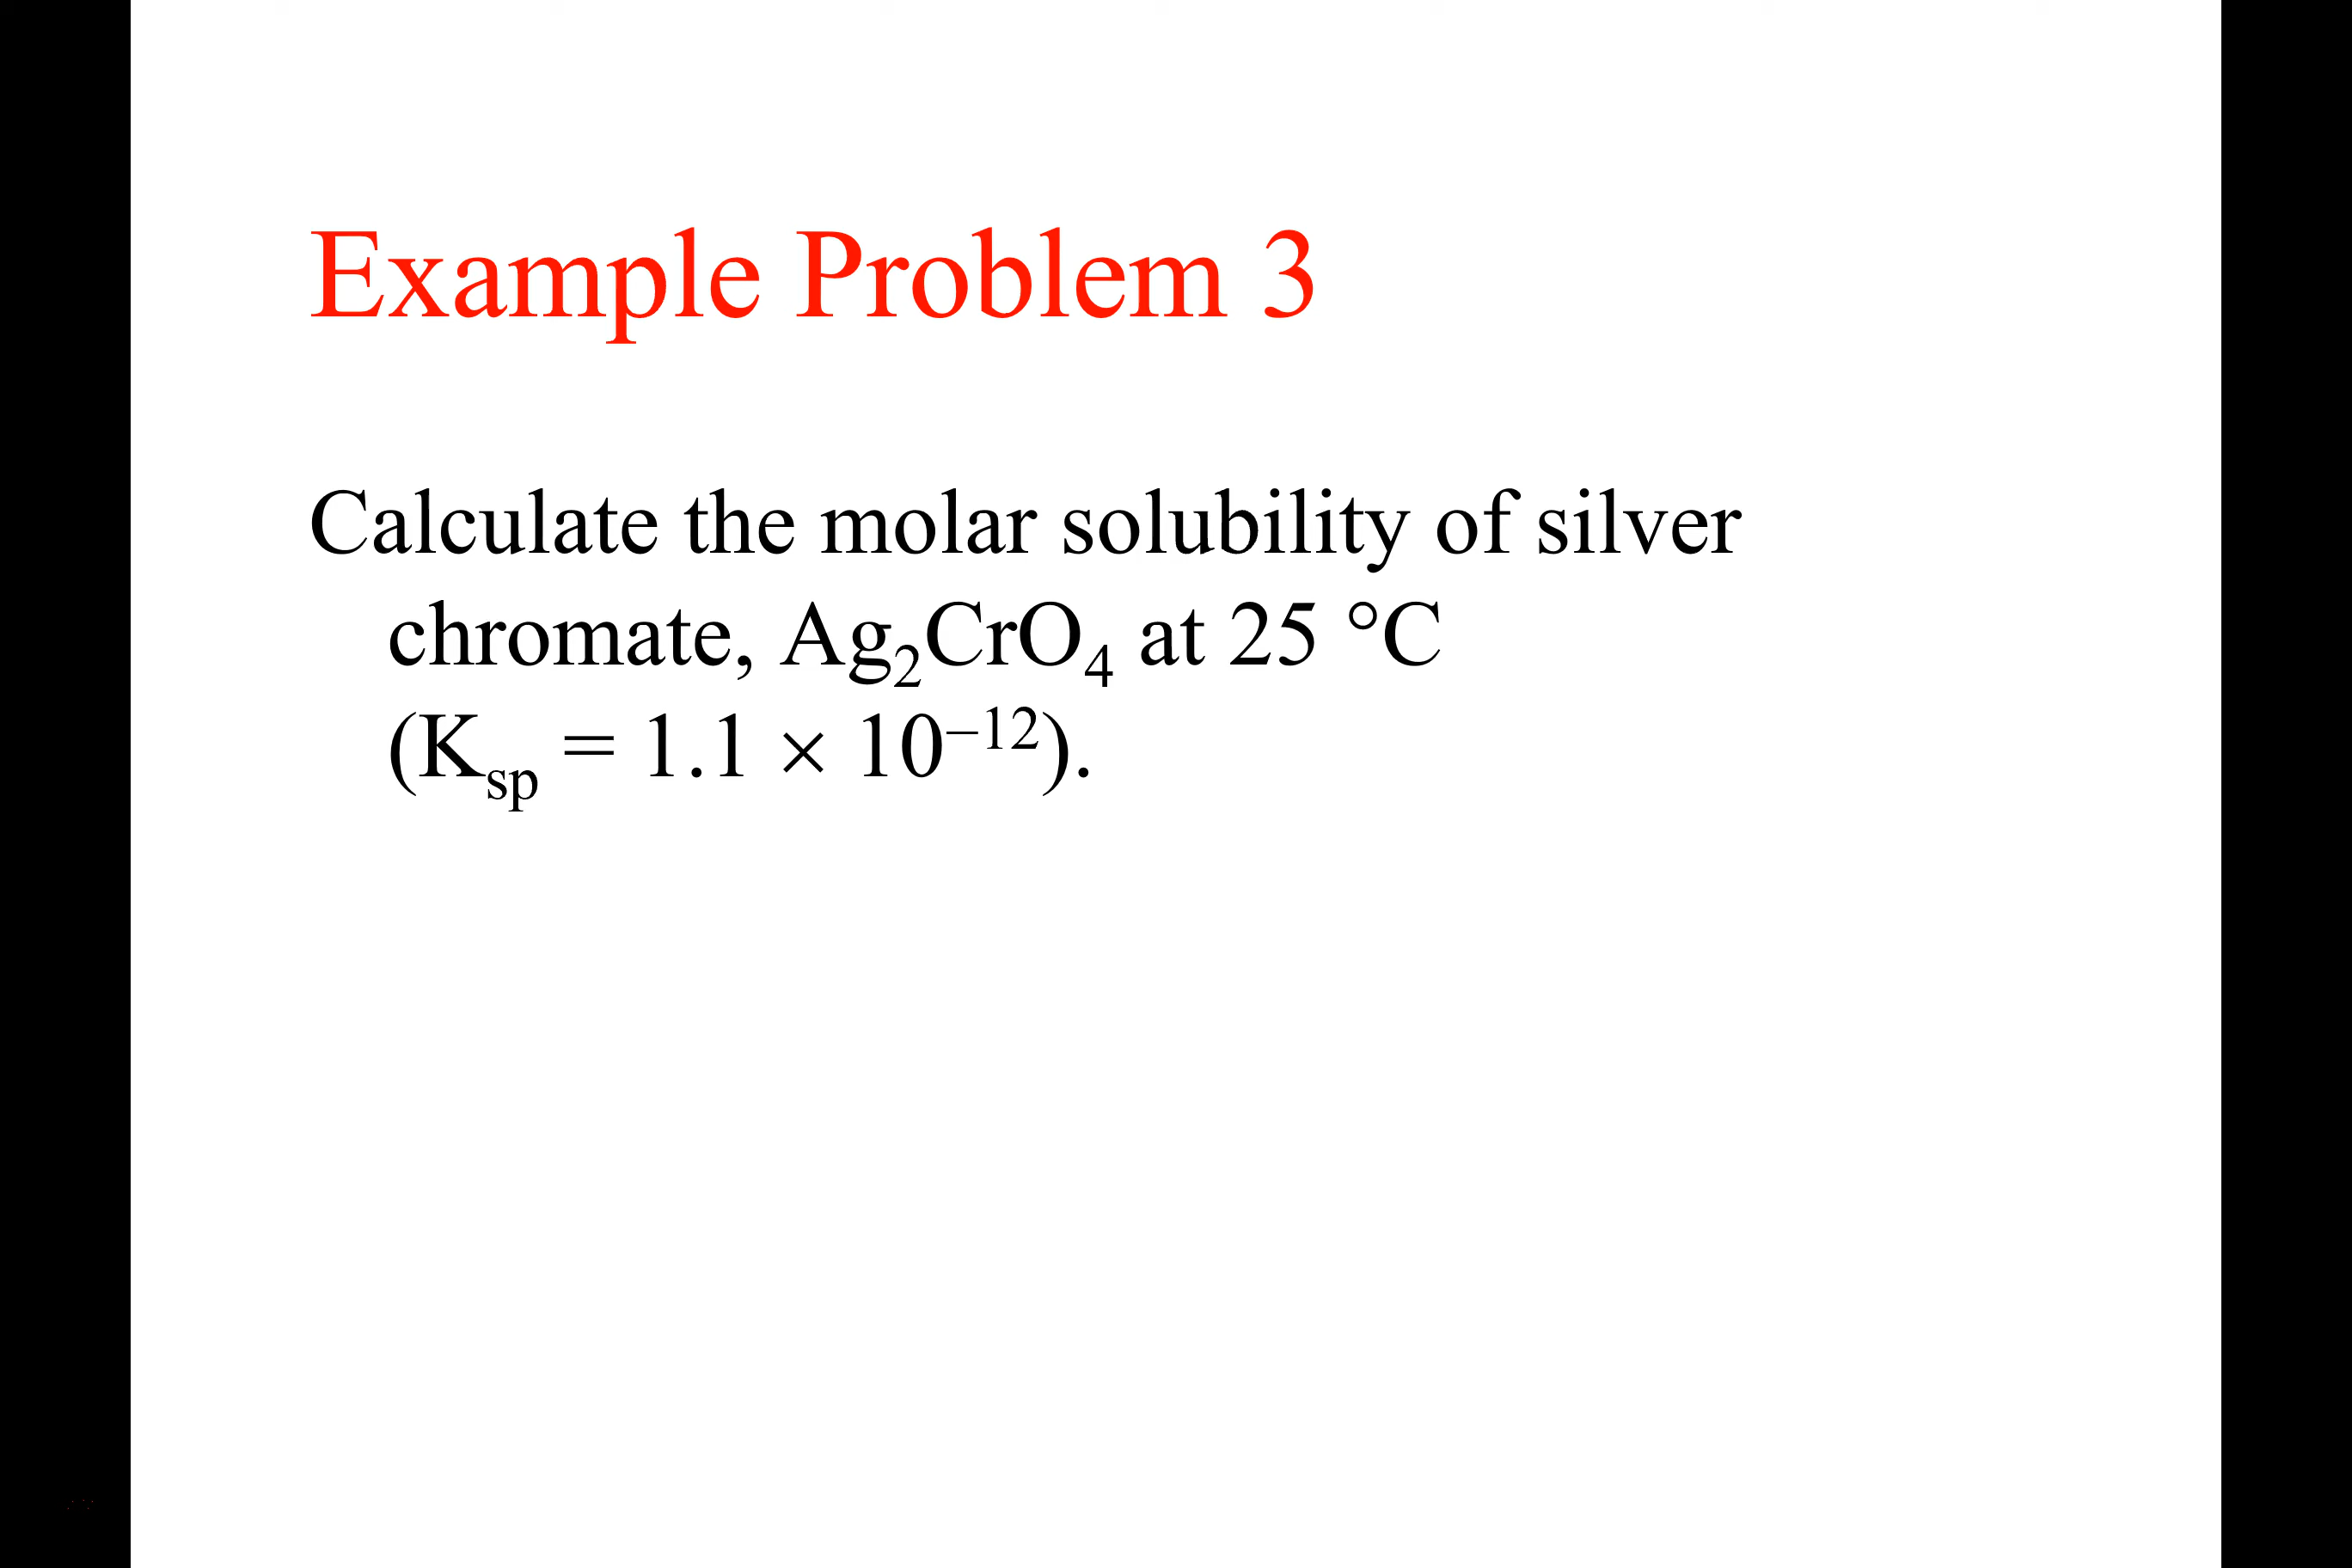 Example Problem 3
Calculate the molar solubility of silver
chromate, Ag₂CrO₄ at 25 °C
(Kₛₚ = 1.1 × 10⁻¹²).